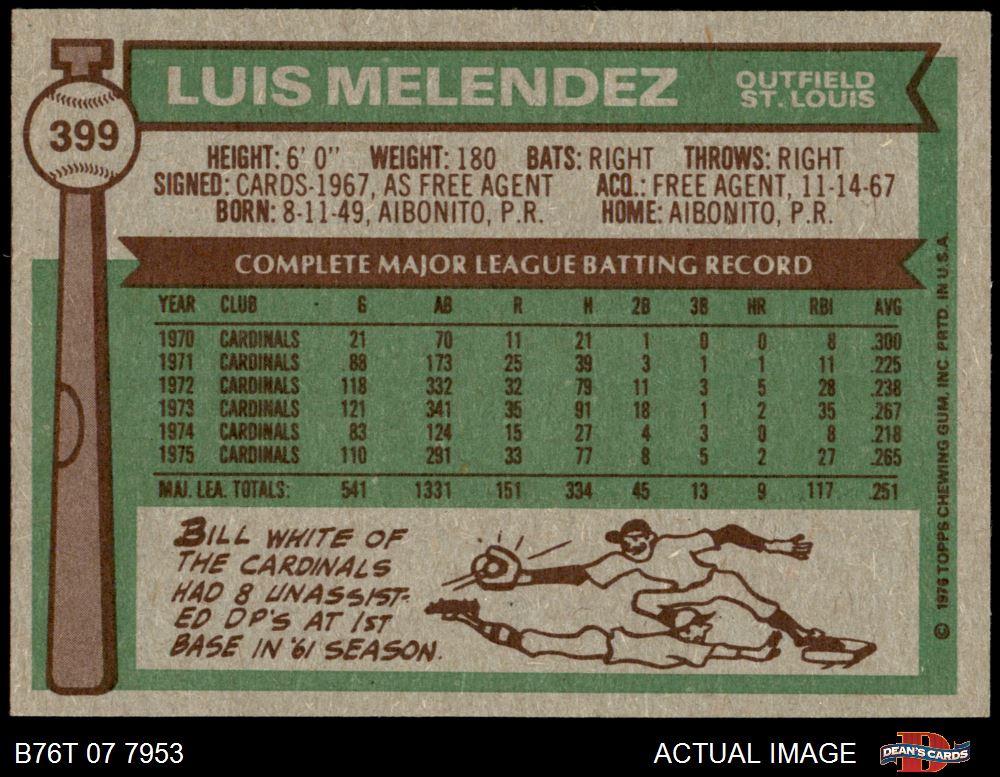 399
LUIS MELENDEZ
OUTFIELD
ST. LOUIS
HEIGHT: 6' 0" WEIGHT: 180 BATS: RIGHT THROWS: RIGHT
SIGNED: CARDS-1967, AS FREE AGENT ACQ.: FREE AGENT, 11-14-67
BORN: 8-11-49, AIBONITO, P.R. HOME: AIBONITO, P.R.
COMPLETE MAJOR LEAGUE BATTING RECORD
YEAR CLUB G AB R H 2B 3B HR RBI AVG
1970 CARDINALS 21 70 11 21 1 0 0 8 .300
1971 CARDINALS 88 173 25 39 3 1 1 11 .225
1972 CARDINALS 118 332 32 79 11 3 5 28 .238
1973 CARDINALS 121 341 35 91 18 1 2 35 .267
1974 CARDINALS 83 124 15 27 4 3 0 8 .218
1975 CARDINALS 110 291 33 77 8 5 2 27 .265
MAJ. LEA. TOTALS: 541 1331 151 334 45 13 9 117 .251
BILL WHITE OF
THE CARDINALS
HAD 8 UNASSIST-
ED DP'S AT 1ST
BASE IN '61 SEASON.
© 1976 TOPPS CHEWING GUM, INC. PRTD. IN U.S.A.
B76T 07 7953
ACTUAL IMAGE
DEAN'S CARDS